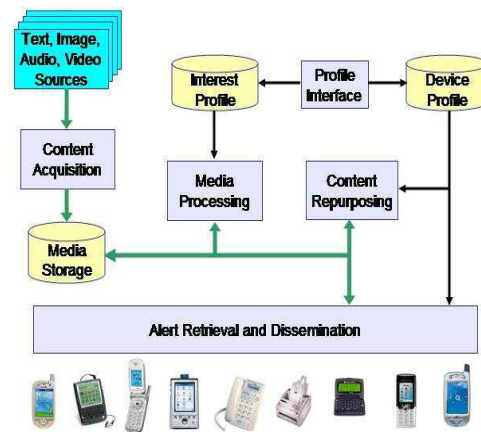 Text, Image,
Audio, Video
Sources
Interest
Profile
Profile
Interface
Device
Profile
Content
Acquisition
Media
Processing
Content
Repurposing
Media
Storage
Alert Retrieval and Dissemination